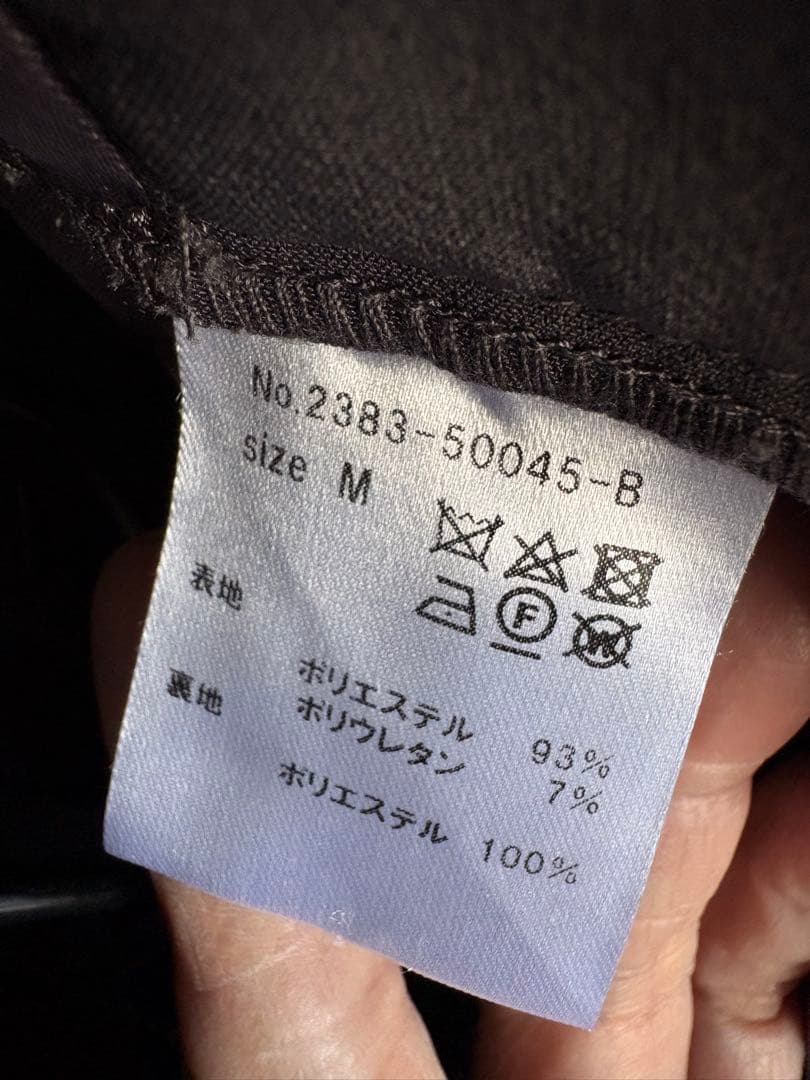 No.2383-50045-B
size M
表地
ポリエステル 93%
ポリウレタン 7%
裏地
ポリエステル 100%
F
W